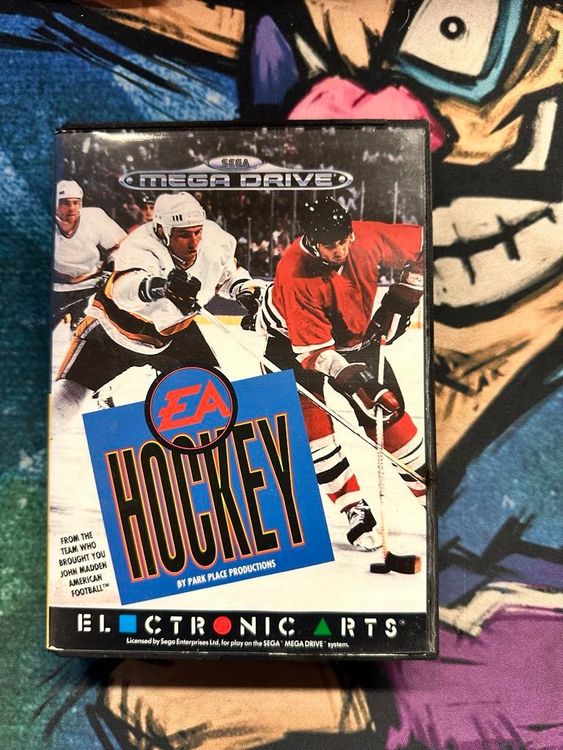 SEGA
MEGA DRIVE
EA
HOCKEY
BY PARK PLACE PRODUCTIONS
FROM THE
TEAM WHO
BROUGHT YOU
JOHN MADDEN
AMERICAN
FOOTBALL™
ELECTRONIC ARTS®
Licensed by Sega Enterprises Ltd. for play on the SEGA™ MEGA DRIVE™ system.